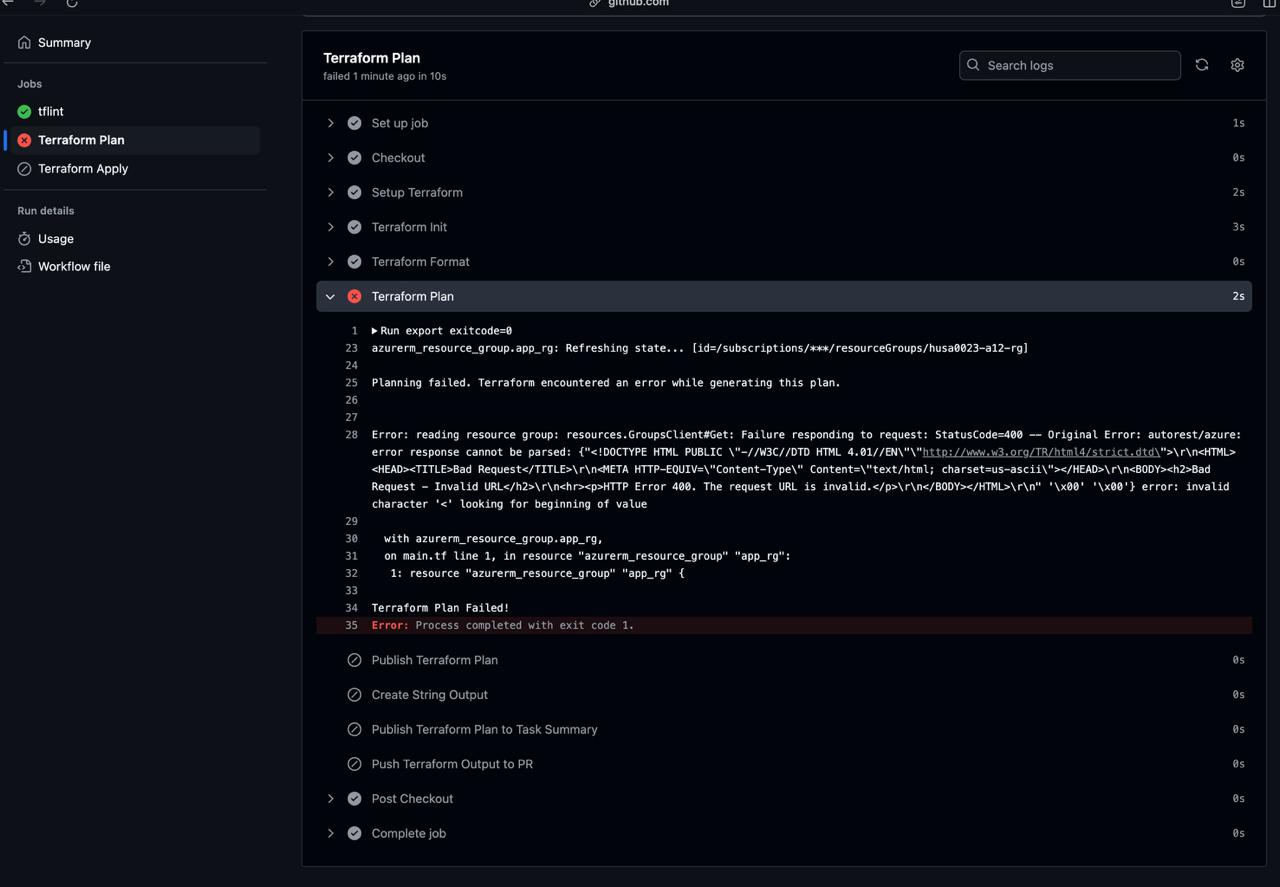 github.com
Summary
Jobs
tflint
Terraform Plan
Terraform Apply
Run details
Usage
Workflow file
Terraform Plan
failed 1 minute ago in 10s
Search logs
Set up job 1s
Checkout 0s
Setup Terraform 2s
Terraform Init 3s
Terraform Format 0s
Terraform Plan 2s
1 Run export exitcode=0
23 azurerm_resource_group.app_rg: Refreshing state... [id=/subscriptions/***/resourceGroups/husa0023-a12-rg]
24
25 Planning failed. Terraform encountered an error while generating this plan.
26
27
28 Error: reading resource group: resources.GroupsClient#Get: Failure responding to request: StatusCode=400 -- Original Error: autorest/azure:
error response cannot be parsed: {"<!DOCTYPE HTML PUBLIC \"-//W3C//DTD HTML 4.01//EN\"\"http://www.w3.org/TR/html4/strict.dtd\">\r\n<HTML>
<HEAD><TITLE>Bad Request</TITLE>\r\n<META HTTP-EQUIV=\"Content-Type\" Content=\"text/html; charset=us-ascii\"></HEAD>\r\n<BODY><h2>Bad
Request - Invalid URL</h2>\r\n<hr><p>HTTP Error 400. The request URL is invalid.</p>\r\n</BODY></HTML>\r\n" '\x00' '\x00'} error: invalid
character '<' looking for beginning of value
29
30 with azurerm_resource_group.app_rg,
31 on main.tf line 1, in resource "azurerm_resource_group" "app_rg":
32 1: resource "azurerm_resource_group" "app_rg" {
33
34 Terraform Plan Failed!
35 Error: Process completed with exit code 1.
Publish Terraform Plan 0s
Create String Output 0s
Publish Terraform Plan to Task Summary 0s
Push Terraform Output to PR 0s
Post Checkout 0s
Complete job 0s